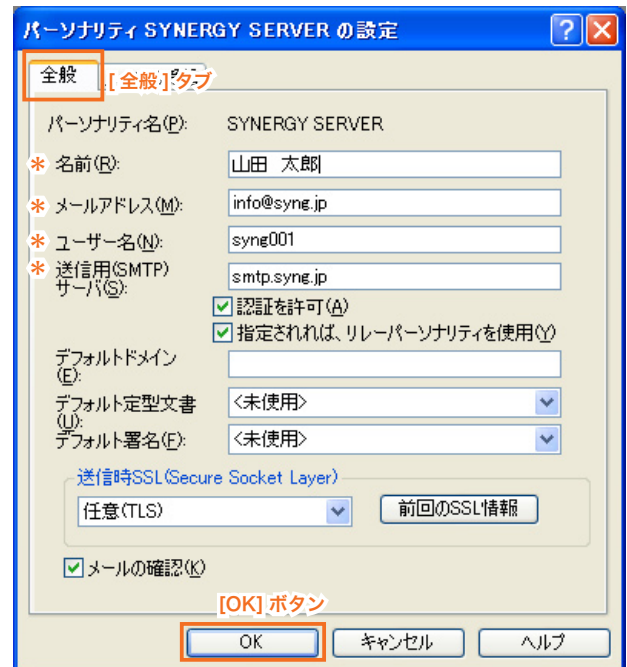 パーソナリティ SYNERGY SERVER の設定
全般
[ 全般 ] タブ
パーソナリティ名(P): SYNERGY SERVER
＊ 名前(R): 山田 太郎
＊ メールアドレス(M): info@syng.jp
＊ ユーザー名(N): syng001
＊ 送信用(SMTP)
サーバ(S): smtp.syng.jp
認証を許可(A)
指定されれば、リレーパーソナリティを使用(Y)
デフォルトドメイン
(E):
デフォルト定型文書
(U): <未使用>
デフォルト署名(F): <未使用>
送信時SSL(Secure Socket Layer)
任意(TLS) 前回のSSL情報
メールの確認(K)
[OK] ボタン
OK キャンセル ヘルプ